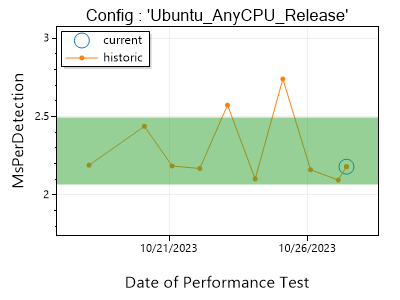 Config : 'Ubuntu_AnyCPU_Release'
current
historic
3
2.5
2
MsPerDetection
10/21/2023
10/26/2023
Date of Performance Test